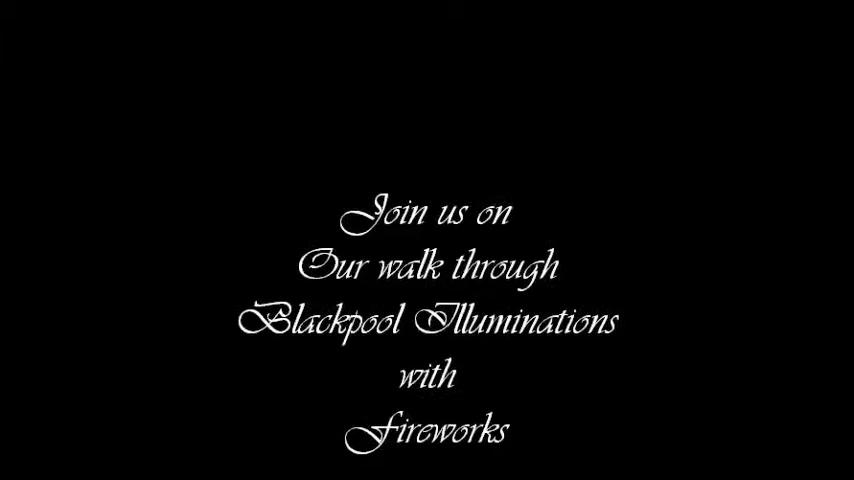 Join us on
Our walk through
Blackpool Illuminations
with
Fireworks